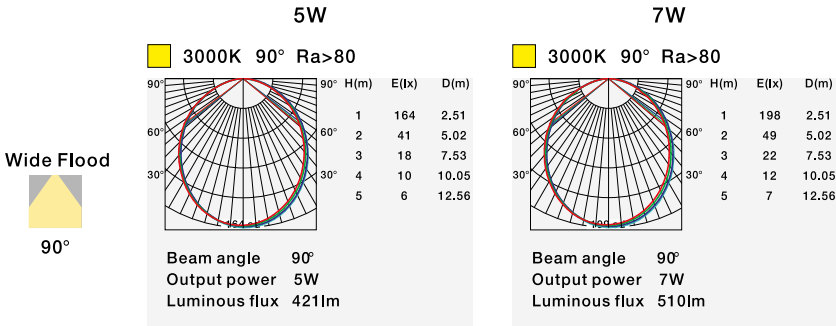 5W
3000K 90° Ra>80
90° 90° H(m) E(lx) D(m)
1 164 2.51
60° 60° 2 41 5.02
3 18 7.53
30° 30° 4 10 10.05
5 6 12.56
Beam angle 90°
Output power 5W
Luminous flux 421lm
7W
3000K 90° Ra>80
90° 90° H(m) E(lx) D(m)
1 198 2.51
60° 60° 2 49 5.02
3 22 7.53
30° 30° 4 12 10.05
5 7 12.56
Beam angle 90°
Output power 7W
Luminous flux 510lm
Wide Flood
90°